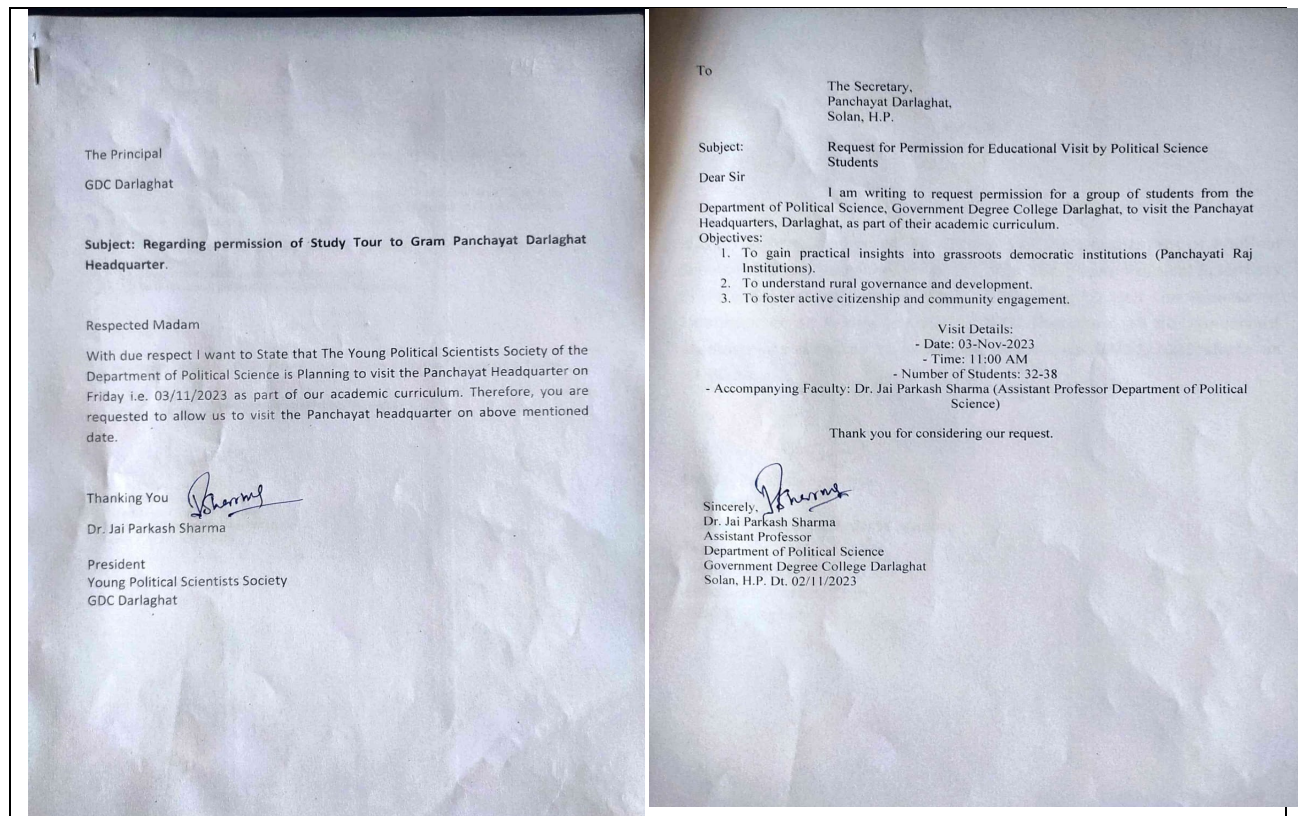 The Principal
GDC Darlaghat
Subject: Regarding permission of Study Tour to Gram Panchayat Darlaghat
Headquarter.
Respected Madam
With due respect I want to State that The Young Political Scientists Society of the
Department of Political Science is Planning to visit the Panchayat Headquarter on
Friday i.e. 03/11/2023 as part of our academic curriculum. Therefore, you are
requested to allow us to visit the Panchayat headquarter on above mentioned
date.
Thanking You
Dr. Jai Parkash Sharma
President
Young Political Scientists Society
GDC Darlaghat
To
The Secretary,
Panchayat Darlaghat,
Solan, H.P.
Subject: Request for Permission for Educational Visit by Political Science
Students
Dear Sir
I am writing to request permission for a group of students from the
Department of Political Science, Government Degree College Darlaghat, to visit the Panchayat
Headquarters, Darlaghat, as part of their academic curriculum.
Objectives:
1. To gain practical insights into grassroots democratic institutions (Panchayati Raj
Institutions).
2. To understand rural governance and development.
3. To foster active citizenship and community engagement.
Visit Details:
- Date: 03-Nov-2023
- Time: 11:00 AM
- Number of Students: 32-38
- Accompanying Faculty: Dr. Jai Parkash Sharma (Assistant Professor Department of Political
Science)
Thank you for considering our request.
Sincerely,
Dr. Jai Parkash Sharma
Assistant Professor
Department of Political Science
Government Degree College Darlaghat
Solan, H.P. Dt. 02/11/2023